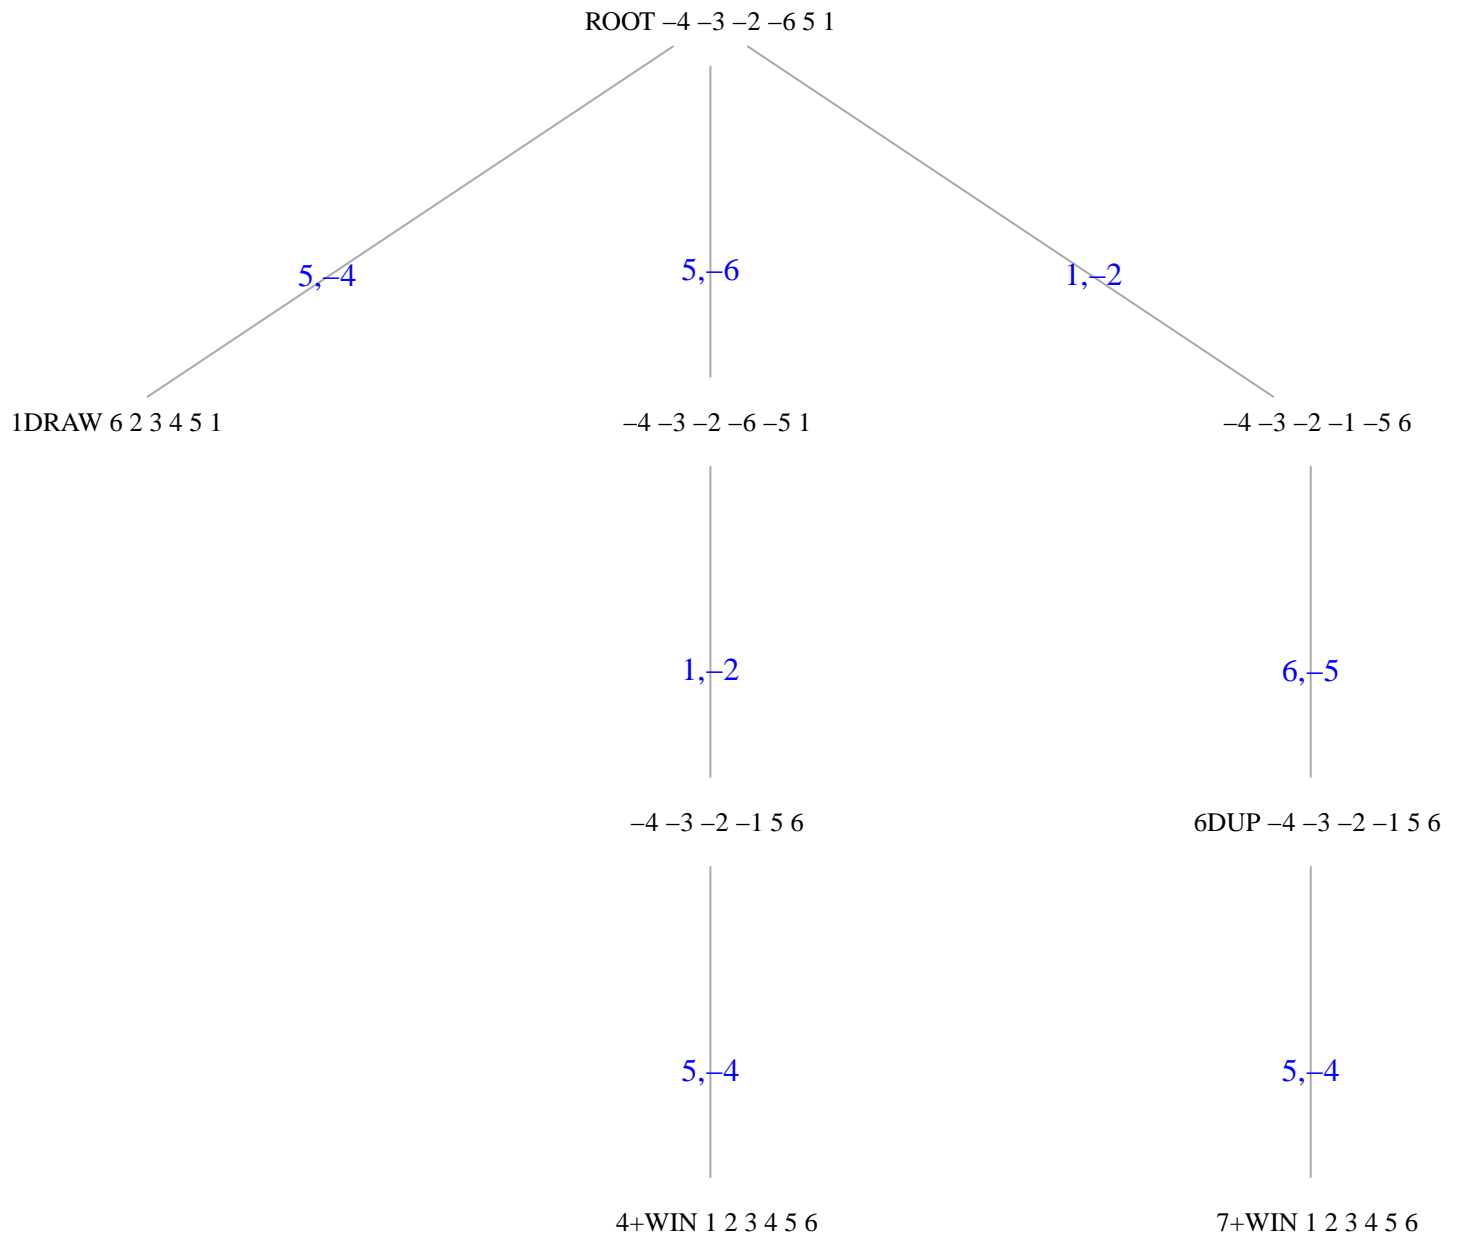 ROOT –4 –3 –2 –6 5 1
5,–4
5,–6
1,–2
1DRAW 6 2 3 4 5 1
–4 –3 –2 –6 –5 1
–4 –3 –2 –1 –5 6
1,–2
6,–5
–4 –3 –2 –1 5 6
6DUP –4 –3 –2 –1 5 6
5,–4
5,–4
4+WIN 1 2 3 4 5 6
7+WIN 1 2 3 4 5 6